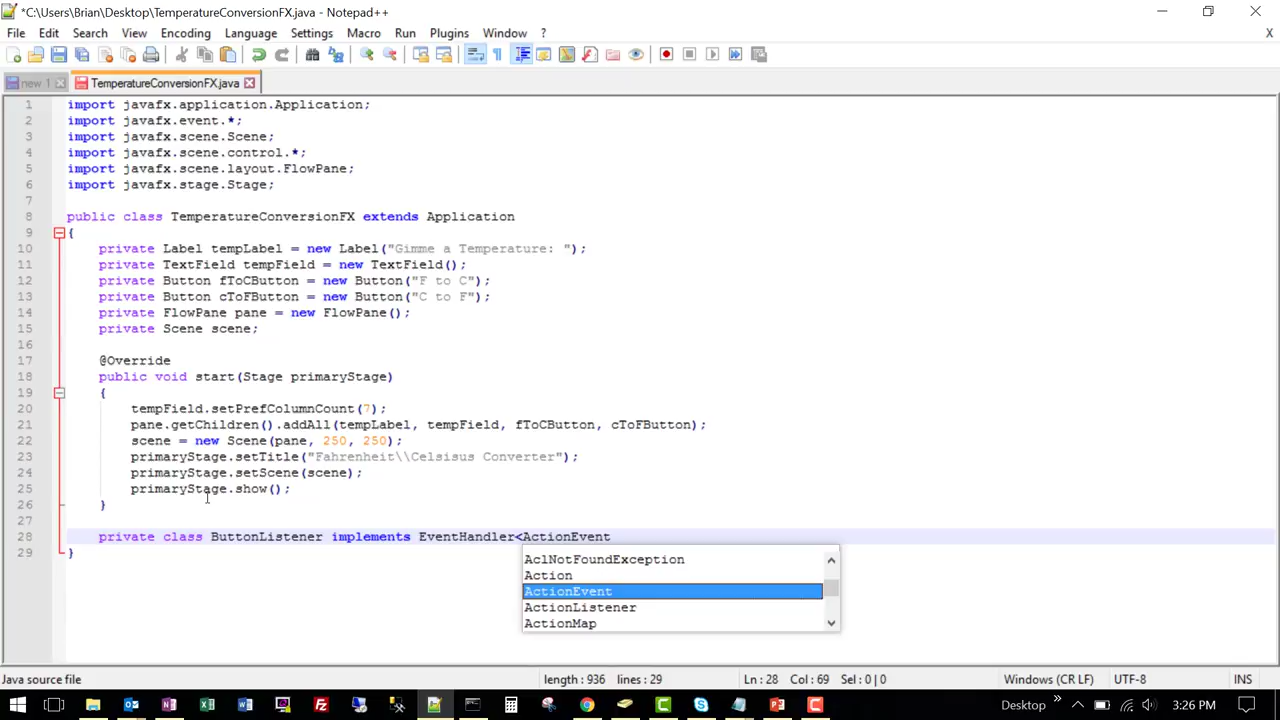 *C:\Users\Brian\Desktop\TemperatureConversionFX.java - Notepad++
File Edit Search View Encoding Language Settings Macro Run Plugins Window ? X
new 1 TemperatureConversionFX.java
1 import javafx.application.Application;
2 import javafx.event.*;
3 import javafx.scene.Scene;
4 import javafx.scene.control.*;
5 import javafx.scene.layout.FlowPane;
6 import javafx.stage.Stage;
7
8 public class TemperatureConversionFX extends Application
9 {
10 private Label tempLabel = new Label("Gimme a Temperature: ");
11 private TextField tempField = new TextField();
12 private Button fToCButton = new Button("F to C");
13 private Button cToFButton = new Button("C to F");
14 private FlowPane pane = new FlowPane();
15 private Scene scene;
16
17 @Override
18 public void start(Stage primaryStage)
19 {
20 tempField.setPrefColumnCount(7);
21 pane.getChildren().addAll(tempLabel, tempField, fToCButton, cToFButton);
22 scene = new Scene(pane, 250, 250);
23 primaryStage.setTitle("Fahrenheit\\Celsisus Converter");
24 primaryStage.setScene(scene);
25 primaryStage.show();
26 }
27
28 private class ButtonListener implements EventHandler<ActionEvent
29 }
AclNotFoundException
Action
ActionEvent
ActionListener
ActionMap
Java source file length : 936 lines : 29 Ln : 28 Col : 69 Sel : 0 | 0 Windows (CR LF) UTF-8 INS
Desktop 3:26 PM